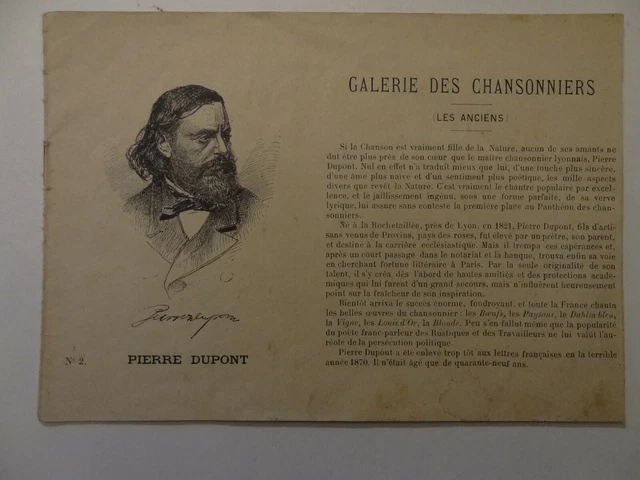 GALERIE DES CHANSONNIERS
(LES ANCIENS)
Si la Chanson est vraiment fille de la Nature, aucun de ses amants ne
dut être plus près de son cœur que le maître chansonnier lyonnais, Pierre
Dupont. Nul en effet n'a traduit mieux que lui, d'une touche plus sincère,
d'une âme plus naïve et d'un sentiment plus poétique, les mille aspects
divers que revêt la Nature. C'est vraiment le chantre populaire par excel-
lence, et le jaillissement ingénu, sous une forme parfaite, de sa verve
lyrique, lui assure sans conteste la première place au Panthéon des chan-
sonniers.
Né à la Rochetaillée, près de Lyon, en 1821, Pierre Dupont, fils d'arti-
sans venus de Provins, pays des roses, fut élevé par un prêtre, son parent,
et destiné à la carrière ecclésiastique. Mais il trompa ces espérances et,
après un court passage dans le notariat et la banque, trouva enfin sa voie
en cherchant fortune littéraire à Paris. Par la seule originalité de son
talent, il s'y créa dès l'abord de hautes amitiés et des protections acadé-
miques qui lui furent d'un grand secours, mais n'influèrent heureusement
point sur la fraîcheur de son inspiration.
Bientôt arriva le succès énorme, foudroyant, et toute la France chanta
les belles œuvres du chansonnier : les Bœufs, les Paysans, le Dahlia bleu,
la Vigne, les Louis d'Or, la Blonde. Peu s'en fallut même que la popularité
du poète franc-parleur des Rustiques et des Travailleurs ne lui valût l'au-
réole de la persécution politique.
Pierre Dupont a été enlevé trop tôt aux lettres françaises en la terrible
année 1870. Il n'était âgé que de quarante-neuf ans.
Pierre Dupont
N° 2.
PIERRE DUPONT